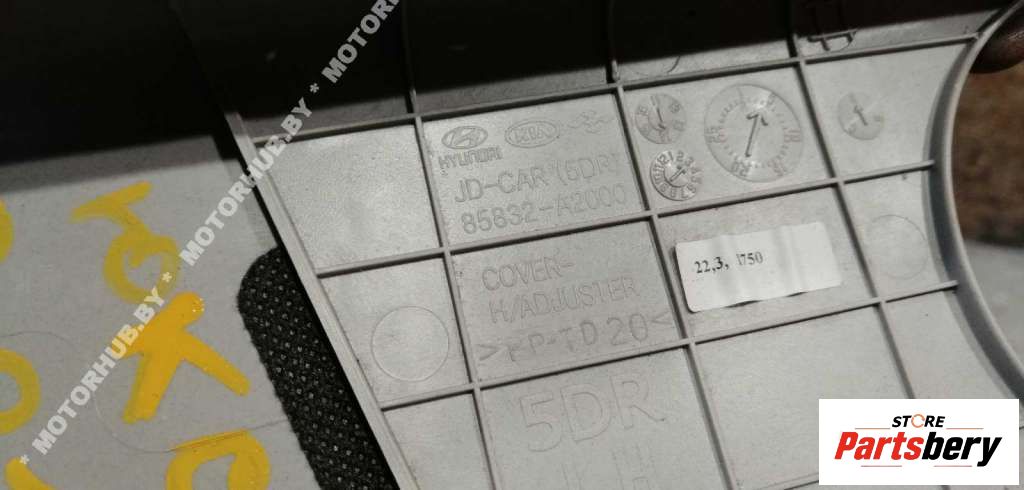 * MOTORHUB.BY * MOTORHUB.BY * MOTORHUB.BY *
HYUNDAI KIA
JD-CAR (5DR)
85832-A2000
COVER-
H/ADJUSTER
>PP-TD20<
5DR
LH
22,3, 1750
STORE
Partsbery